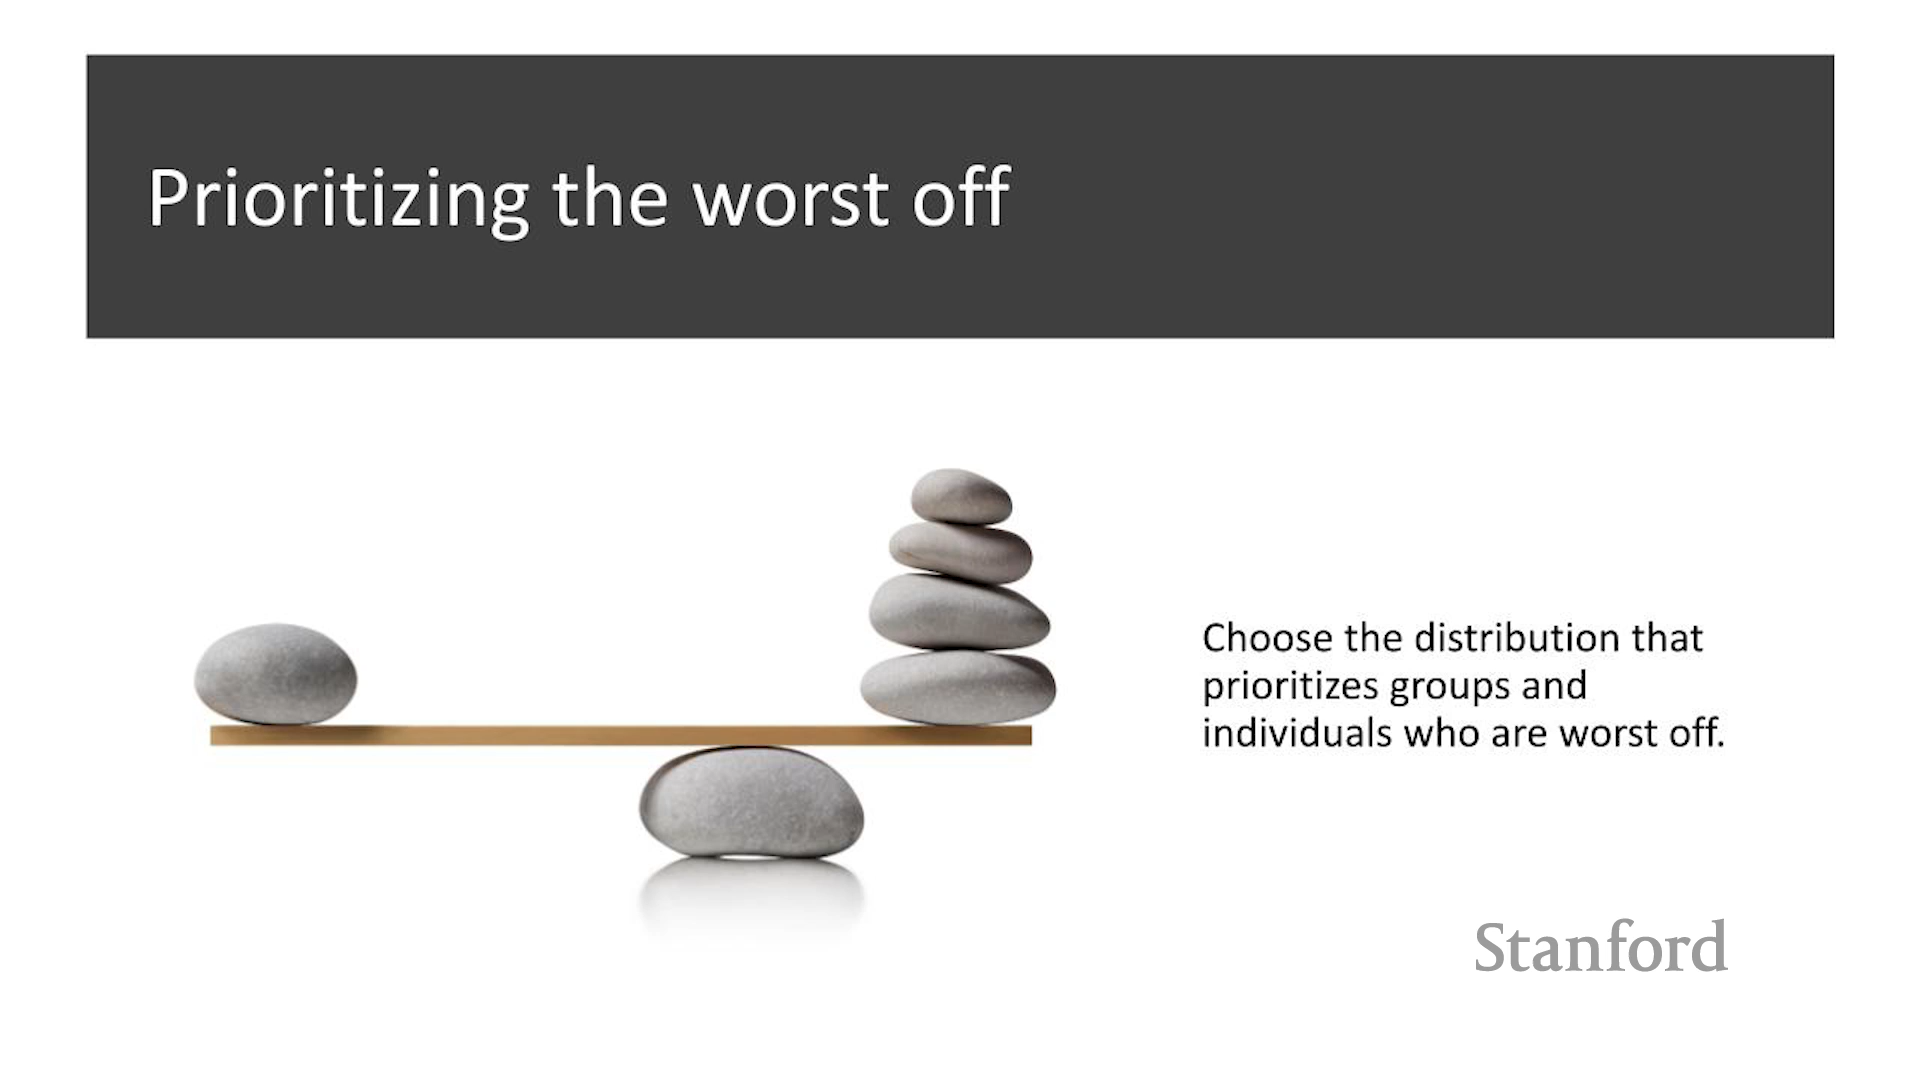 Prioritizing the worst off
Choose the distribution that
prioritizes groups and
individuals who are worst off.
Stanford